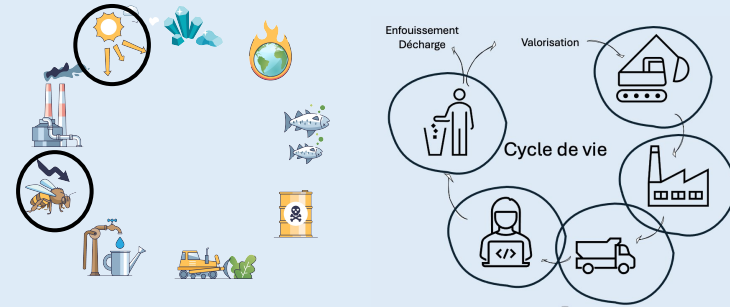 Enfouissement
Décharge
Valorisation
Cycle de vie
</>